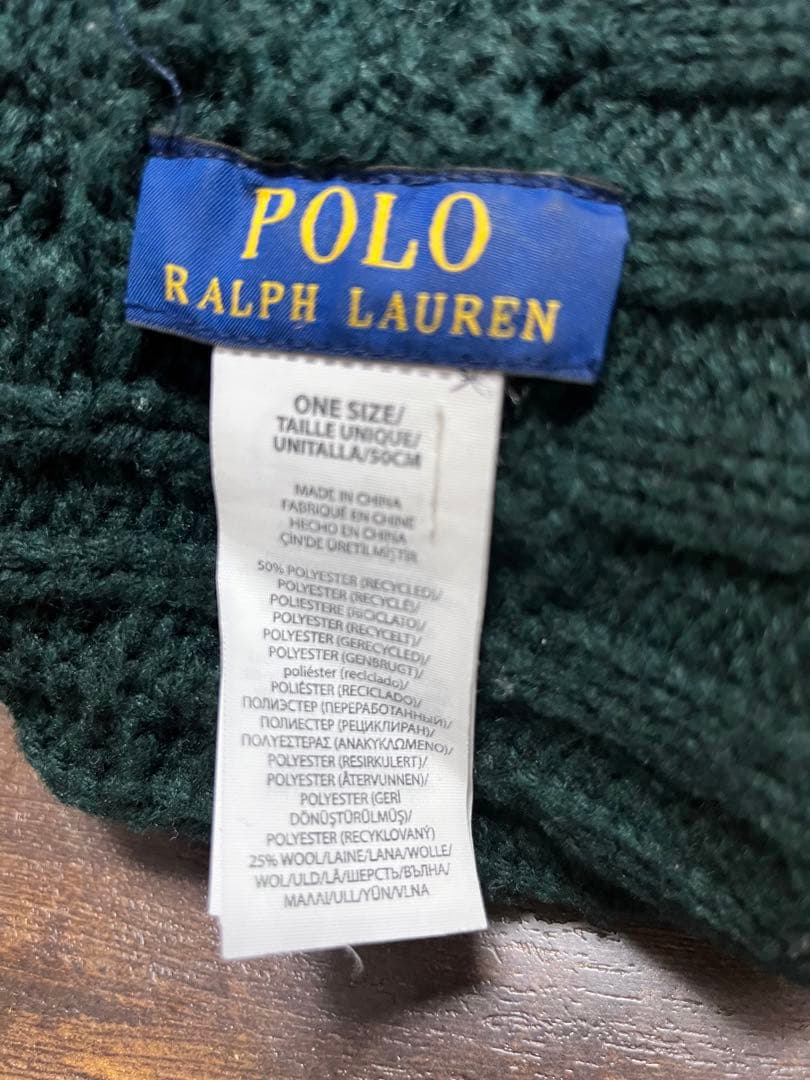 POLO
RALPH LAUREN
ONE SIZE/
TAILLE UNIQUE/
UNITALLA/50CM
MADE IN CHINA
FABRIQUÉ EN CHINE
HECHO EN CHINA
ÇİN'DE ÜRETİLMİŞTİR
50% POLYESTER (RECYCLED)/
POLYESTER (RECYCLÉ)/
POLIESTERE (RICICLATO)/
POLYESTER (RECYCELT)/
POLYESTER (GERECYCLED)/
POLYESTER (GENBRUGT)/
poliéster (reciclado)/
POLIÉSTER (RECICLADO)/
ПОЛИЭСТЕР (ПЕРЕРАБОТАННЫЙ)/
ПОЛИЕСТЕР (РЕЦИКЛИРАН)/
ΠΟΛΥΕΣΤΕΡΑΣ (ΑΝΑΚΥΚΛΩΜΕΝΟ)/
POLYESTER (RESIRKULERT)/
POLYESTER (ÅTERVUNNEN)/
POLYESTER (GERİ
DÖNÜŞTÜRÜLMÜŞ)/
POLYESTER (RECYKLOVANÝ)
25% WOOL/LAINE/LANA/WOLLE/
WOL/ULD/LÃ/ШЕРСТЬ/ВЪЛНА/
ΜΑΛΛΙ/ULL/YÜN/VLNA